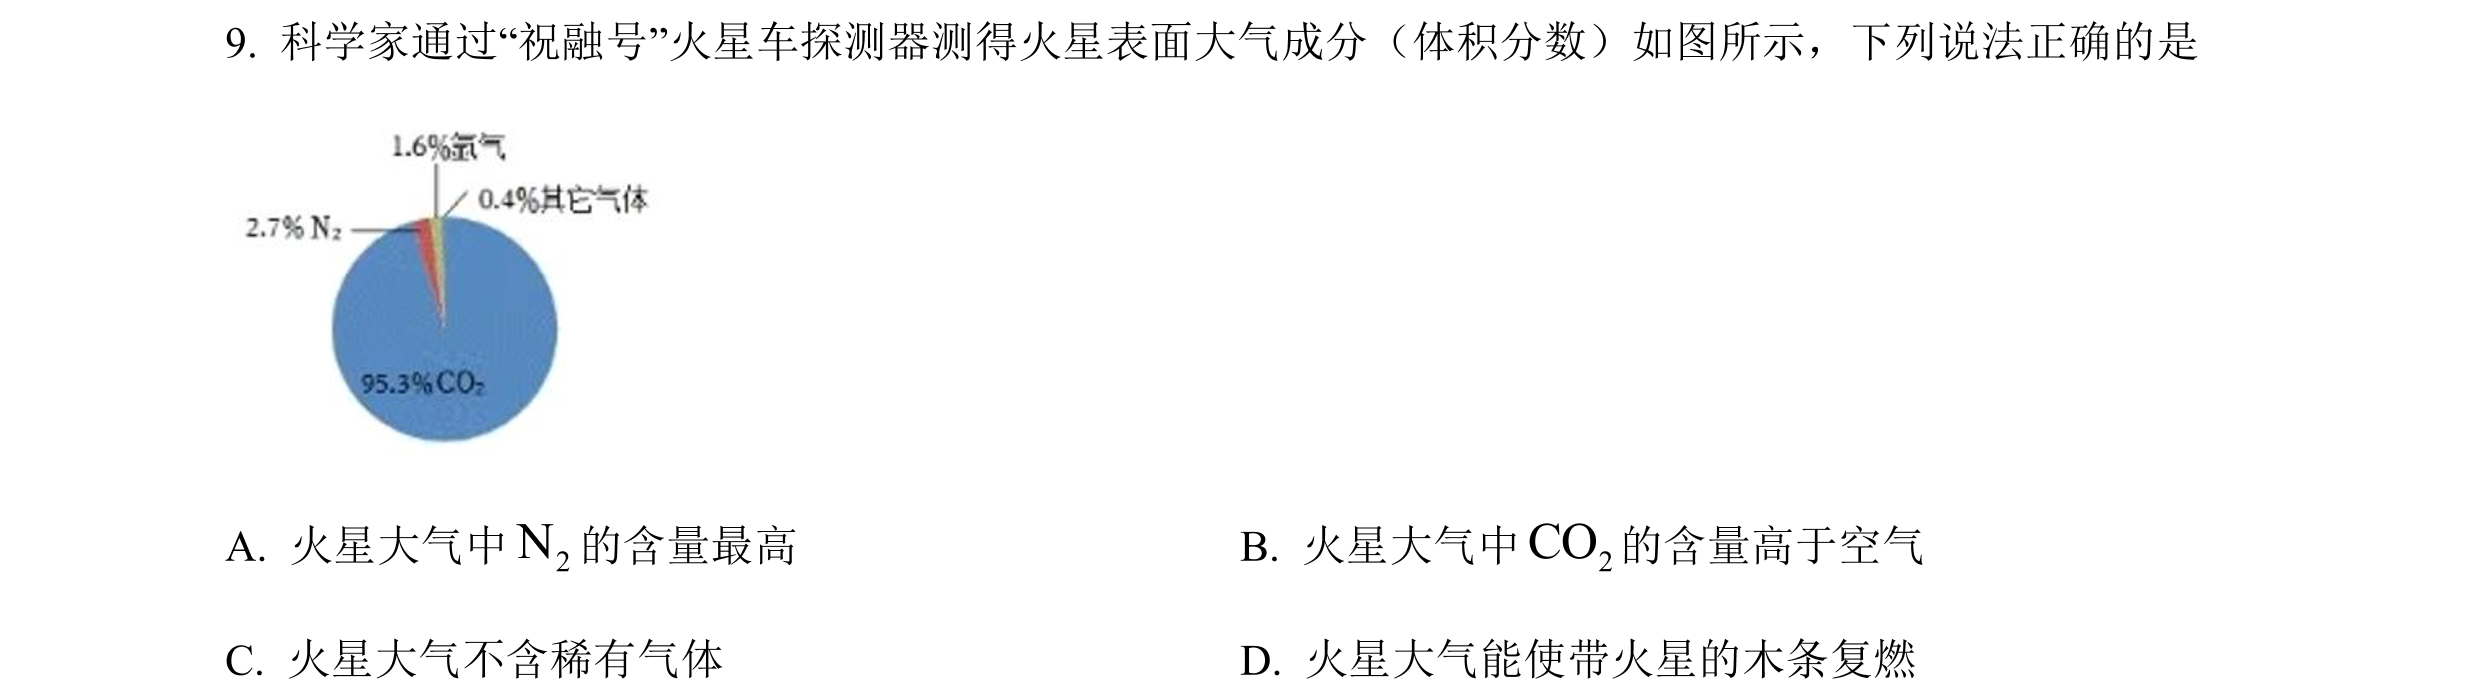 9. 科学家通过“祝融号”火星车探测器测得火星表面大气成分（体积分数）如图所示，下列说法正确的是
1.6%氩气
0.4%其它气体
2.7% N₂
95.3%CO₂
A. 火星大气中 N₂ 的含量最高
B. 火星大气中 CO₂ 的含量高于空气
C. 火星大气不含稀有气体
D. 火星大气能使带火星的木条复燃